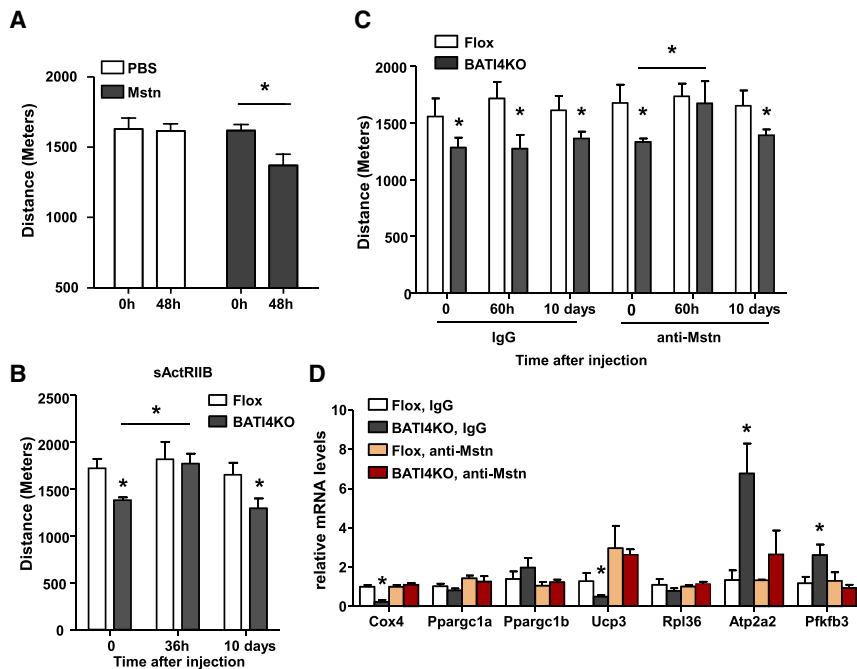 A
PBS
Mstn
*
Distance (Meters)
2000
1500
1000
500
0h 48h 0h 48h
B
sActRIIB
Flox
BATI4KO
*
* *
Distance (Meters)
2500
2000
1500
1000
500
0
0 36h 10 days
Time after injection
C
Flox
BATI4KO
*
* * * * *
Distance (Meters)
2000
1500
1000
500
0
0 60h 10 days 0 60h 10 days
IgG anti-Mstn
Time after injection
D
Flox, IgG
BATI4KO, IgG
Flox, anti-Mstn
BATI4KO, anti-Mstn
relative mRNA levels
10
8
6
4
2
0
* * * *
Cox4 Ppargc1a Ppargc1b Ucp3 Rpl36 Atp2a2 Pfkfb3